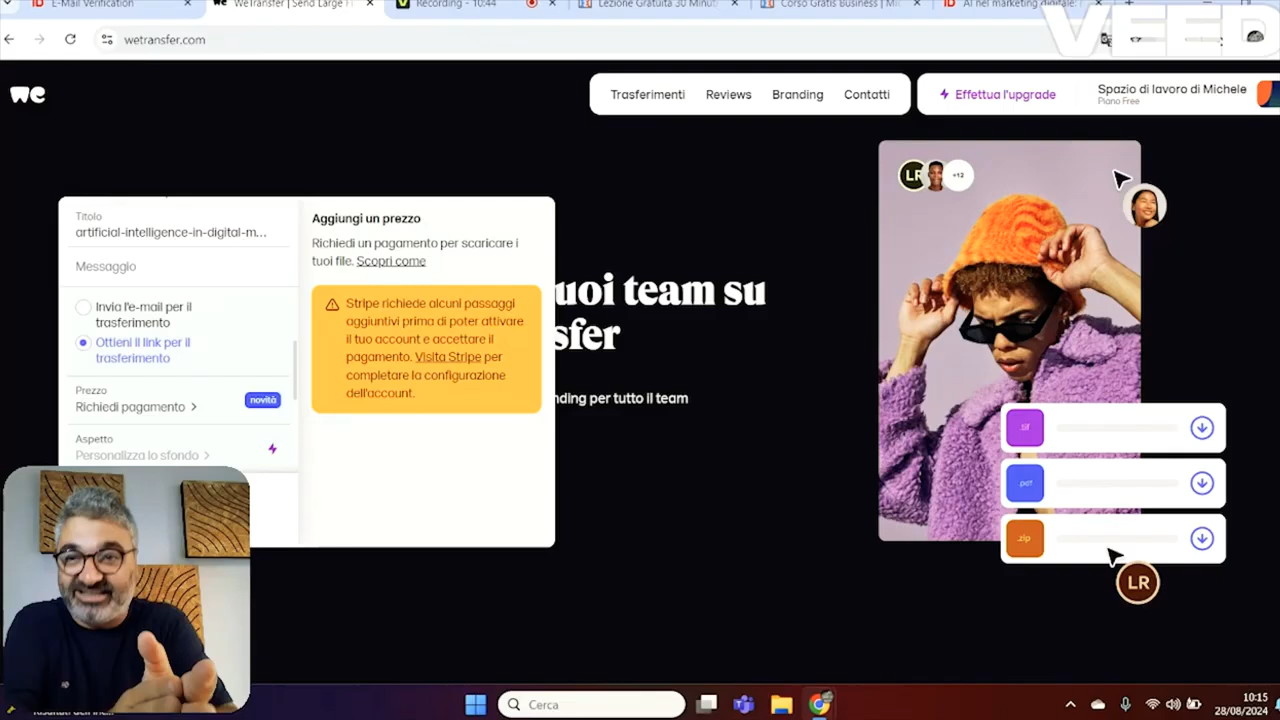 E-Mail Verification
WeTransfer | Send Large Fi
Recording - 10:44
Lezione Gratuita 30 Minuti
Corso Gratis Business | Mi
AI nel marketing digitale:
VEED
wetransfer.com
we
Trasferimenti
Reviews
Branding
Contatti
Effettua l'upgrade
Spazio di lavoro di Michele
Piano Free
LR
+12
Titolo
artificial-intelligence-in-digital-m...
Messaggio
Invia l'e-mail per il
trasferimento
Ottieni il link per il
trasferimento
Prezzo
Richiedi pagamento >
novità
Aspetto
Personalizza lo sfondo >
Aggiungi un prezzo
Richiedi un pagamento per scaricare i
tuoi file. Scopri come
Stripe richiede alcuni passaggi
aggiuntivi prima di poter attivare
il tuo account e accettare il
pagamento. Visita Stripe per
completare la configurazione
dell'account.
uoi team su
sfer
nding per tutto il team
.pdf
.zip
LR
Cerca
10:15
28/08/2024